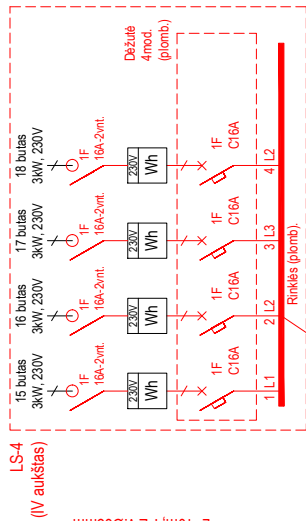 LS-4
(IV aukštas)
15 butas
3kW, 230V
16 butas
3kW, 230V
17 butas
3kW, 230V
18 butas
3kW, 230V
1F
16A-2vnt.
1F
16A-2vnt.
1F
16A-2vnt.
1F
16A-2vnt.
230V
Wh
230V
Wh
230V
Wh
230V
Wh
Dėžutė
4mod.
(plomb.)
1F
C16A
1F
C16A
1F
C16A
1F
C16A
1 L1
2 L2
3 L3
4 L2
Rinklės (plomb.)